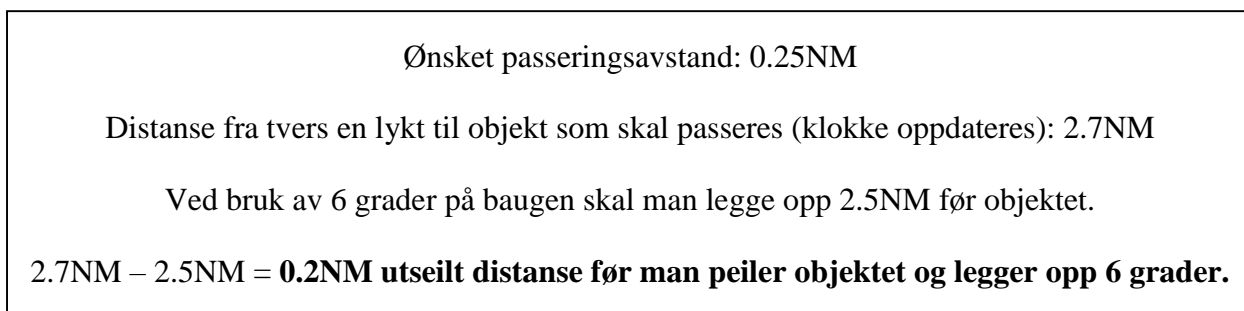 Ønsket passeringsavstand: 0.25NM
Distanse fra tvers en lykt til objekt som skal passeres (klokke oppdateres): 2.7NM
Ved bruk av 6 grader på baugen skal man legge opp 2.5NM før objektet.
2.7NM – 2.5NM = 0.2NM utseilt distanse før man peiler objektet og legger opp 6 grader.